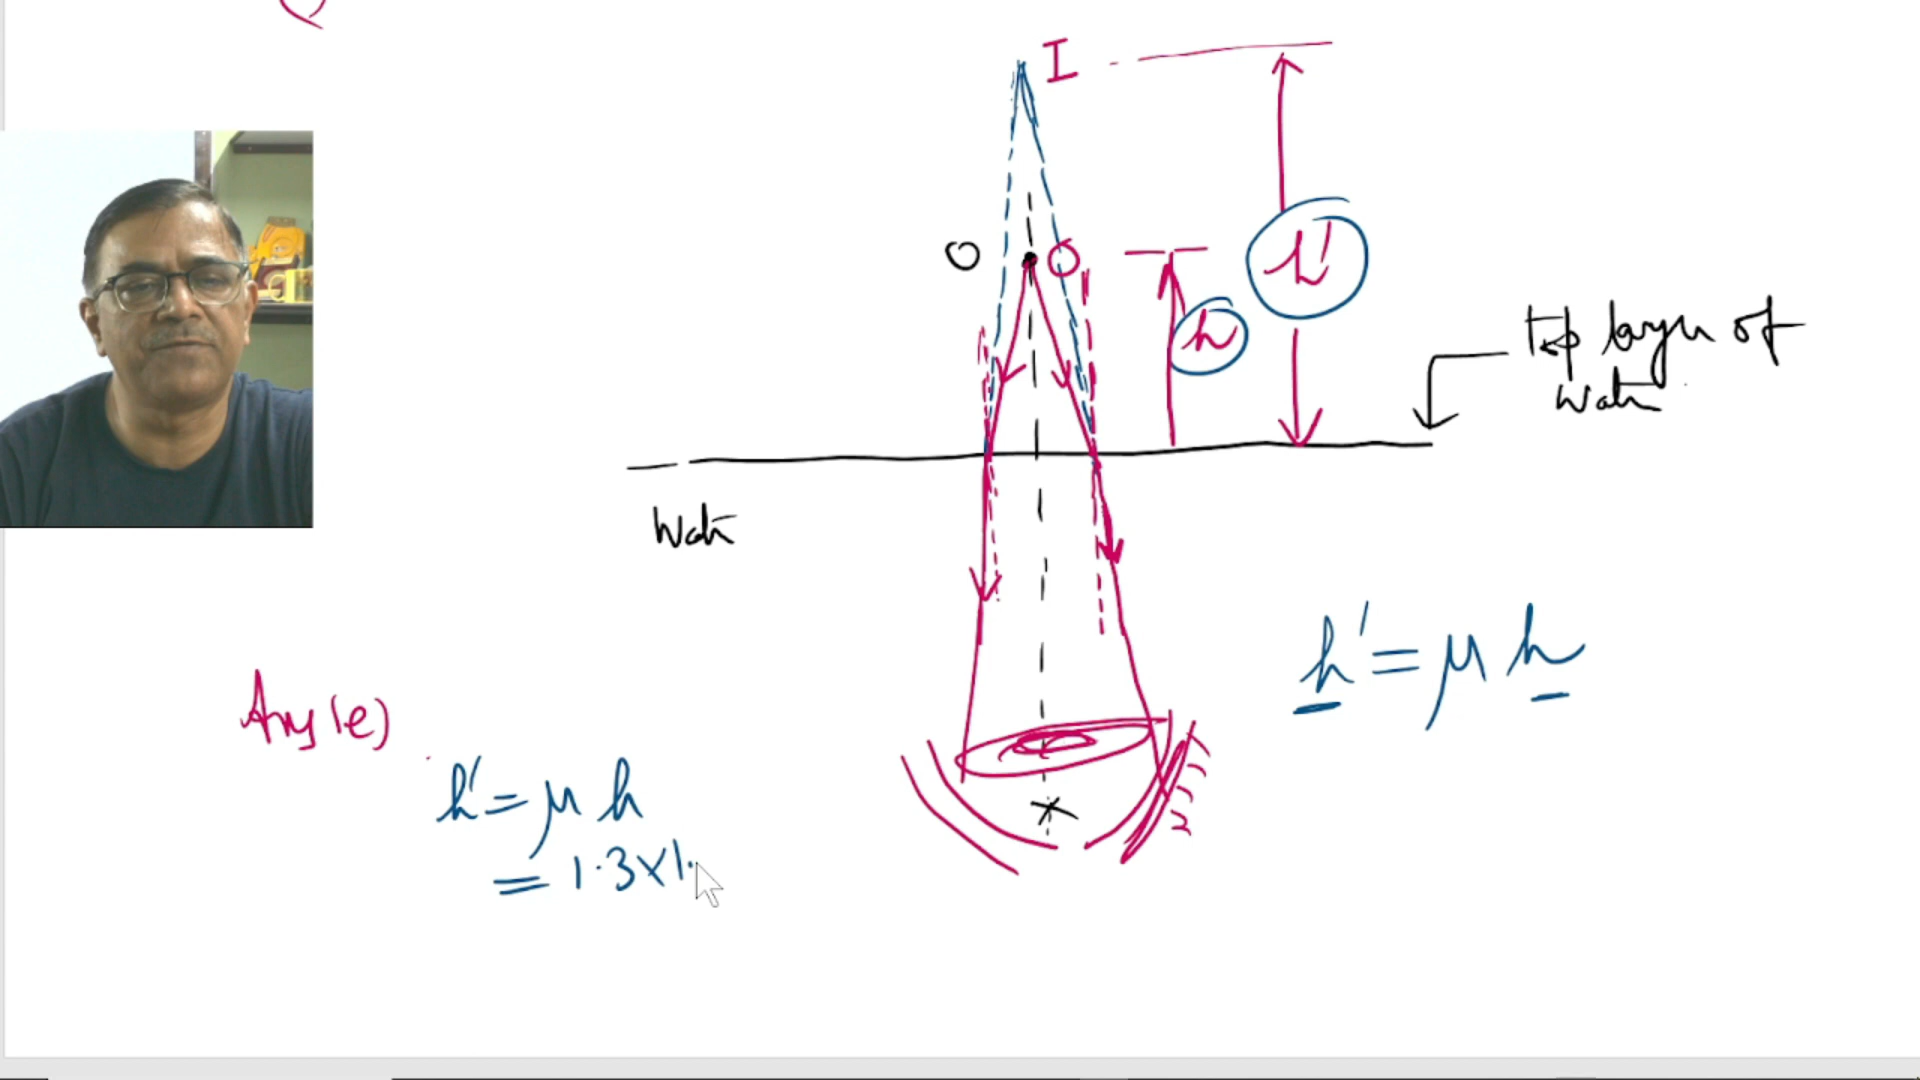 I
h'
O
O
h
top layer of
Water
Water
h' = μ h
Ans (e)
h' = μ h
= 1.3 x 1.